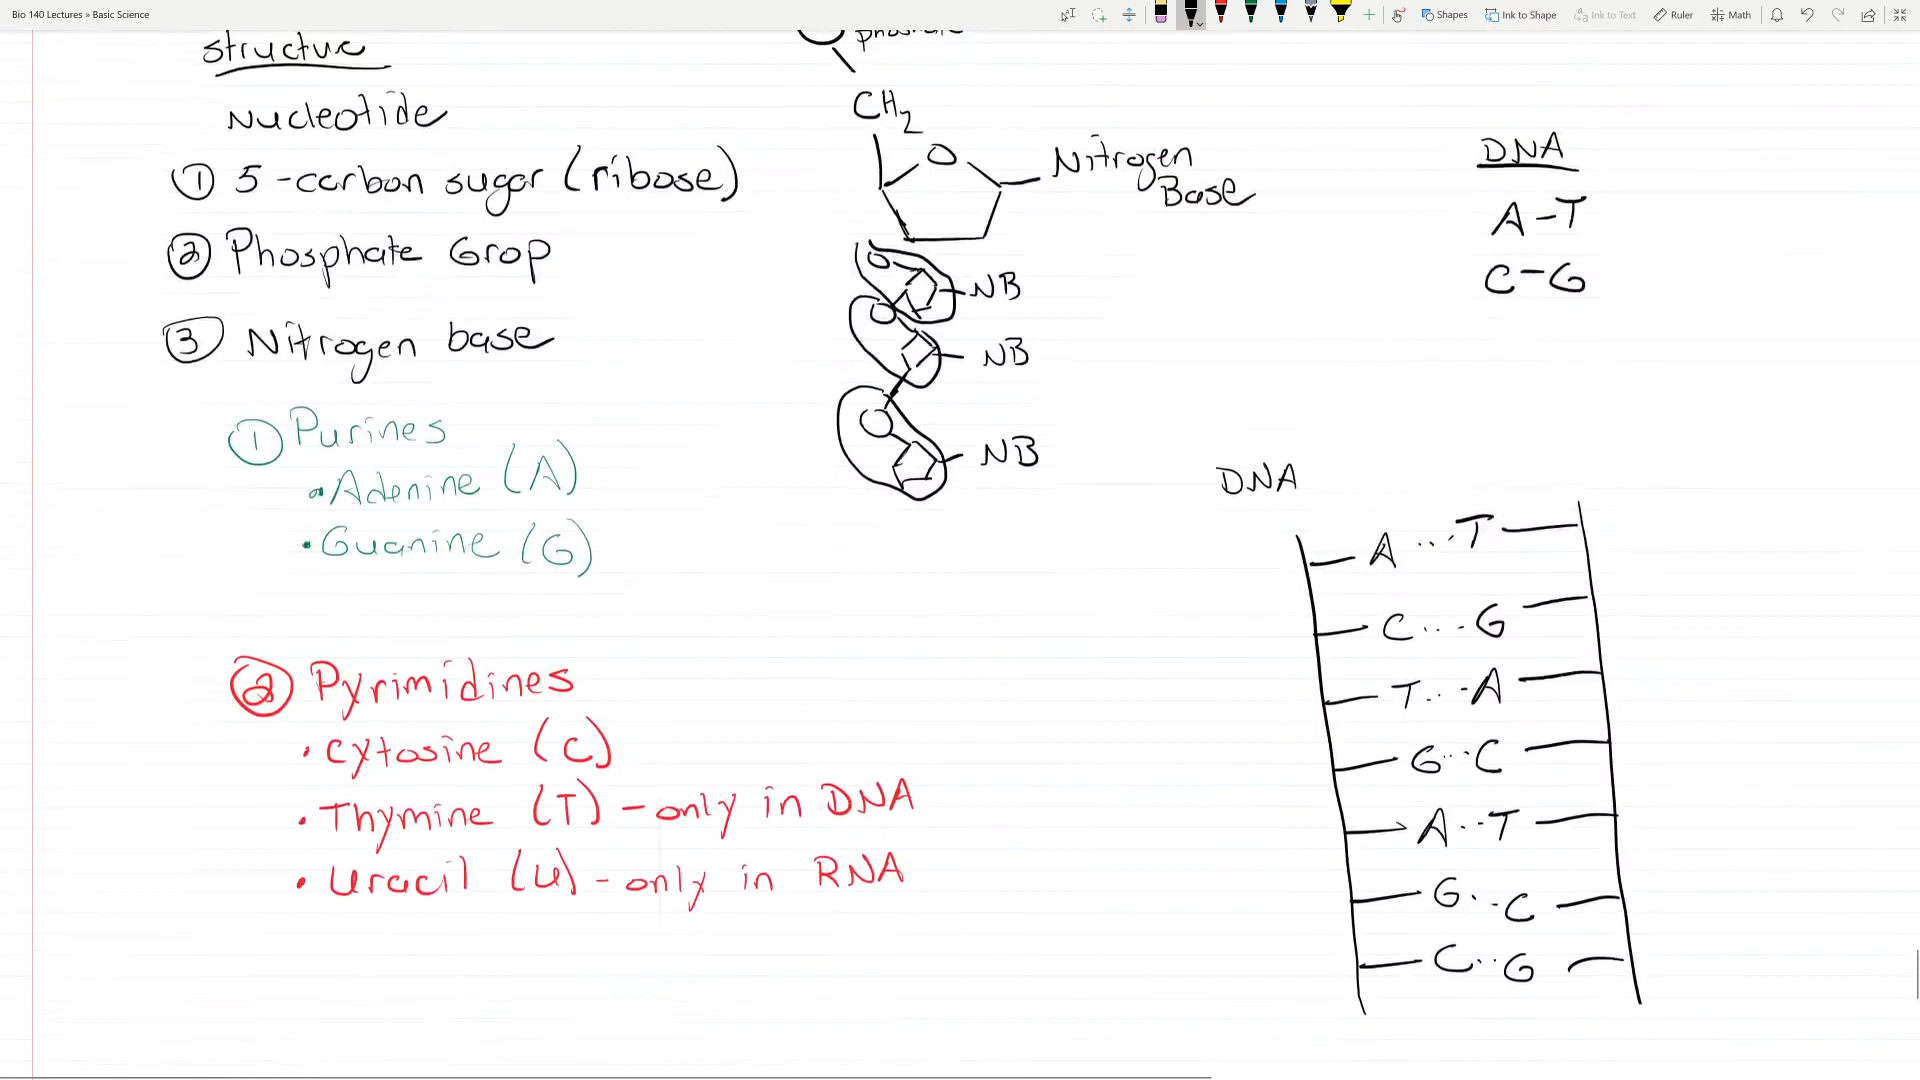 Bio 140 Lectures » Basic Science
Shapes
Ink to Shape
Ink to Text
Ruler
Math
Structure
Nucleotide
① 5-carbon sugar (ribose)
② Phosphate Grop
③ Nitrogen base
① Purines
• Adenine (A)
• Guanine (G)
② Pyrimidines
• Cytosine (C)
• Thymine (T) - only in DNA
• Uracil (U) - only in RNA
phosphate
CH2
O
Nitrogen
Base
NB
NB
NB
DNA
A-T
C-G
DNA
A...T
C...G
T...A
G...C
A...T
G...C
C...G